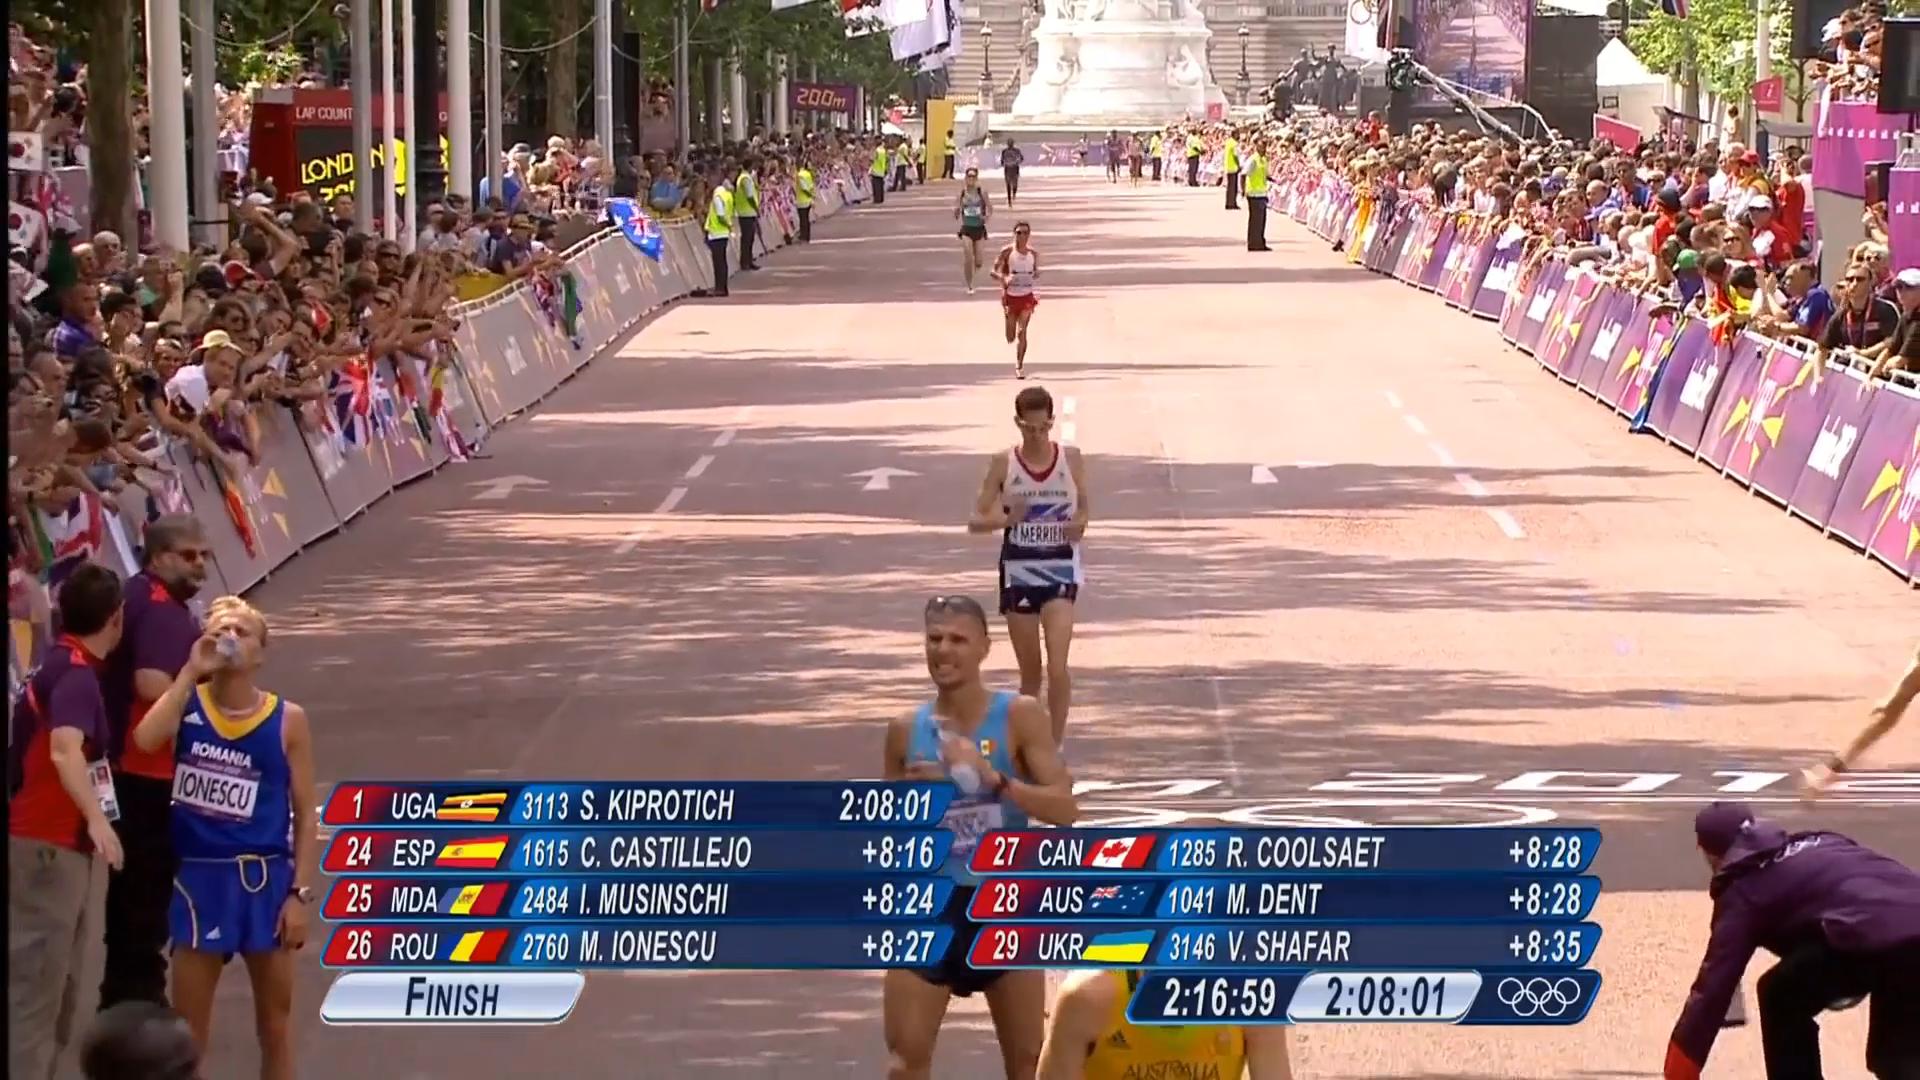 200m
LAP COUNT
LONDON
MERRIEN
ROMANIA
IONESCU
1 UGA 3113 S. KIPROTICH 2:08:01
24 ESP 1615 C. CASTILLEJO +8:16
25 MDA 2484 I. MUSINSCHI +8:24
26 ROU 2760 M. IONESCU +8:27
27 CAN 1285 R. COOLSAET +8:28
28 AUS 1041 M. DENT +8:28
29 UKR 3146 V. SHAFAR +8:35
FINISH
2:16:59 2:08:01
AUSTRALIA